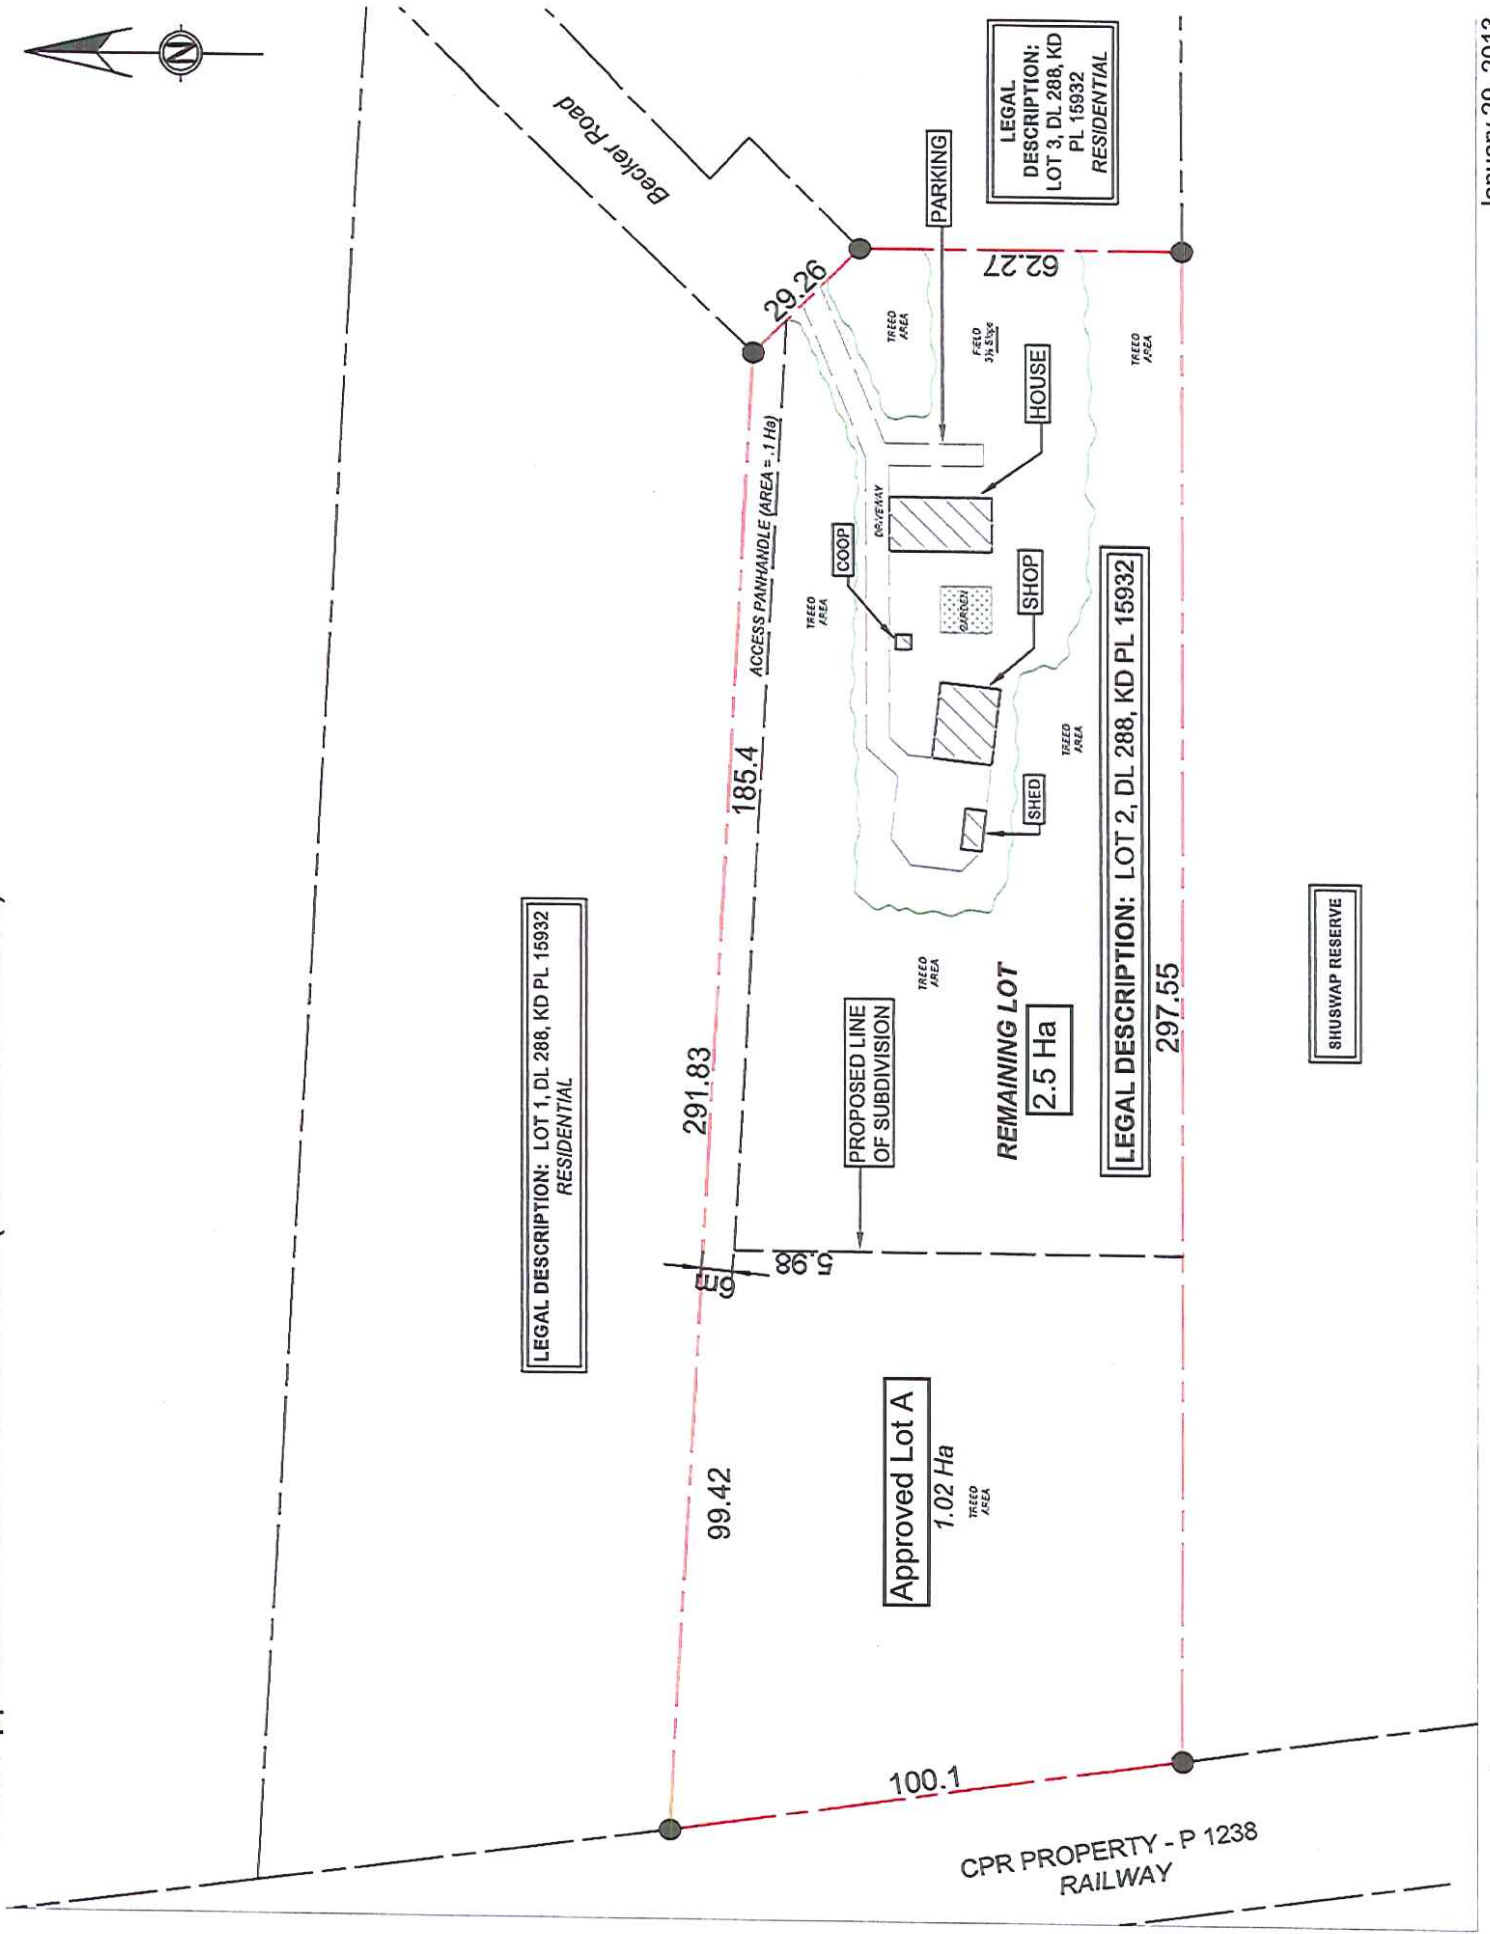 N
Becker Road
LEGAL
DESCRIPTION:
LOT 3, DL 288, KD
PL 15932
RESIDENTIAL
PARKING
29.26
62.27
TREED
AREA
FIELD
3% Slope
TREED
AREA
HOUSE
ACCESS PANHANDLE (AREA = .1 Ha)
DRIVEWAY
COOP
TREED
AREA
GARDEN
SHOP
185.4
TREED
AREA
SHED
LEGAL DESCRIPTION: LOT 2, DL 288, KD PL 15932
297.55
LEGAL DESCRIPTION: LOT 1, DL 288, KD PL 15932
RESIDENTIAL
291.83
TREED
AREA
PROPOSED LINE
OF SUBDIVISION
REMAINING LOT
2.5 Ha
SHUSWAP RESERVE
6 m
99.42
Approved Lot A
1.02 Ha
TREED
AREA
100.1
CPR PROPERTY - P 1238
RAILWAY